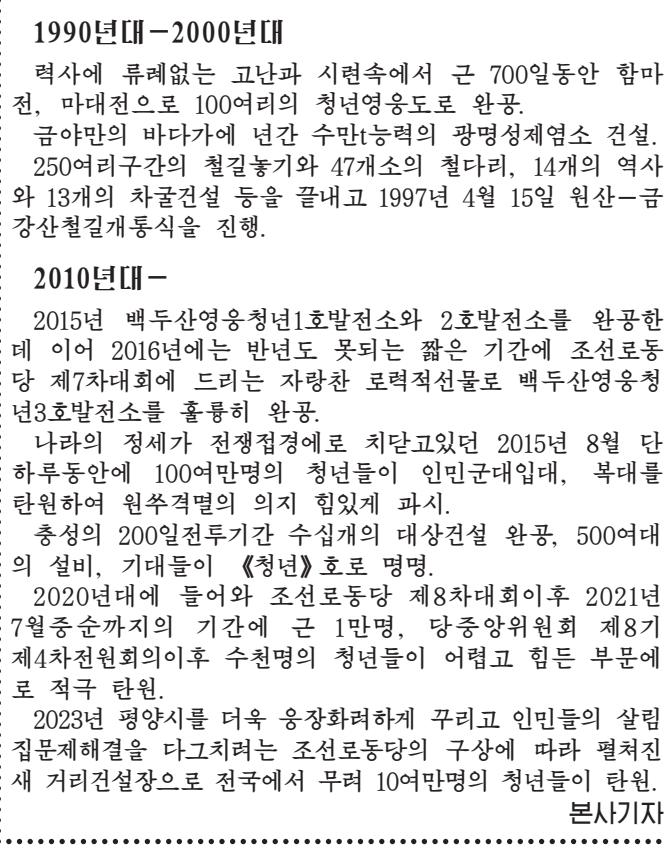 1990년대－2000년대
력사에 류례없는 고난과 시련속에서 근 700일동안 함마
전, 마대전으로 100여리의 청년영웅도로 완공.
금야만의 바다가에 년간 수만t능력의 광명성제염소 건설.
250여리구간의 철길놓기와 47개소의 철다리, 14개의 역사
와 13개의 차굴건설 등을 끝내고 1997년 4월 15일 원산－금
강산철길개통식을 진행.
2010년대－
2015년 백두산영웅청년1호발전소와 2호발전소를 완공한
데 이어 2016년에는 반년도 못되는 짧은 기간에 조선로동
당 제7차대회에 드리는 자랑찬 로력적선물로 백두산영웅청
년3호발전소를 훌륭히 완공.
나라의 정세가 전쟁접경에로 치닫고있던 2015년 8월 단
하루동안에 100여만명의 청년들이 인민군대입대, 복대를
탄원하여 원쑤격멸의 의지 힘있게 과시.
충성의 200일전투기간 수십개의 대상건설 완공, 500여대
의 설비, 기대들이 《청년》호로 명명.
2020년대에 들어와 조선로동당 제8차대회이후 2021년
7월중순까지의 기간에 근 1만명, 당중앙위원회 제8기
제4차전원회의이후 수천명의 청년들이 어렵고 힘든 부문에
로 적극 탄원.
2023년 평양시를 더욱 웅장화려하게 꾸리고 인민들의 살림
집문제해결을 다그치려는 조선로동당의 구상에 따라 펼쳐진
새 거리건설장으로 전국에서 무려 10여만명의 청년들이 탄원.
본사기자